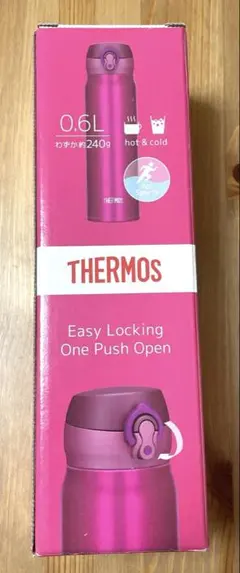 0.6L
わずか約240g
hot & cold
THERMOS
THERMOS
Easy Locking
One Push Open